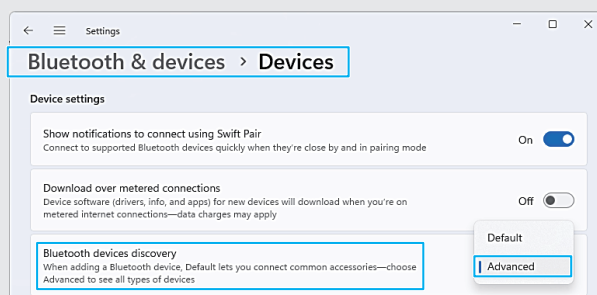 Settings
Bluetooth & devices > Devices
Device settings
Show notifications to connect using Swift Pair
Connect to supported Bluetooth devices quickly when they're close by and in pairing mode
On
Download over metered connections
Device software (drivers, info, and apps) for new devices will download when you're on
metered internet connections—data charges may apply
Off
Bluetooth devices discovery
When adding a Bluetooth device, Default lets you connect common accessories—choose
Advanced to see all types of devices
Default
Advanced